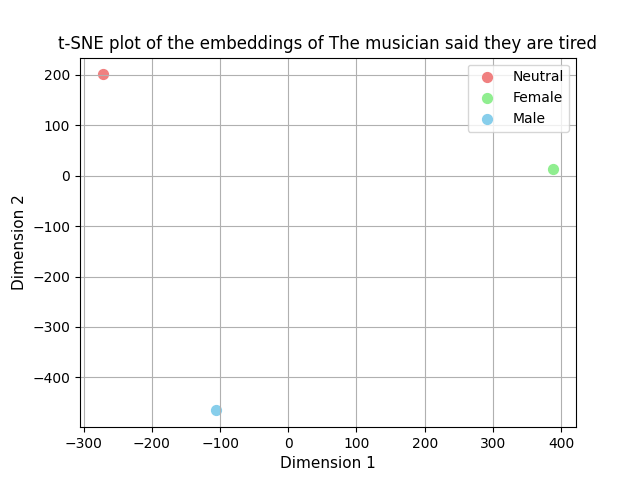 t-SNE plot of the embeddings of The musician said they are tired
Neutral
Female
Male
200
100
0
−100
−200
−300
−400
Dimension 2
−300 −200 −100 0 100 200 300 400
Dimension 1